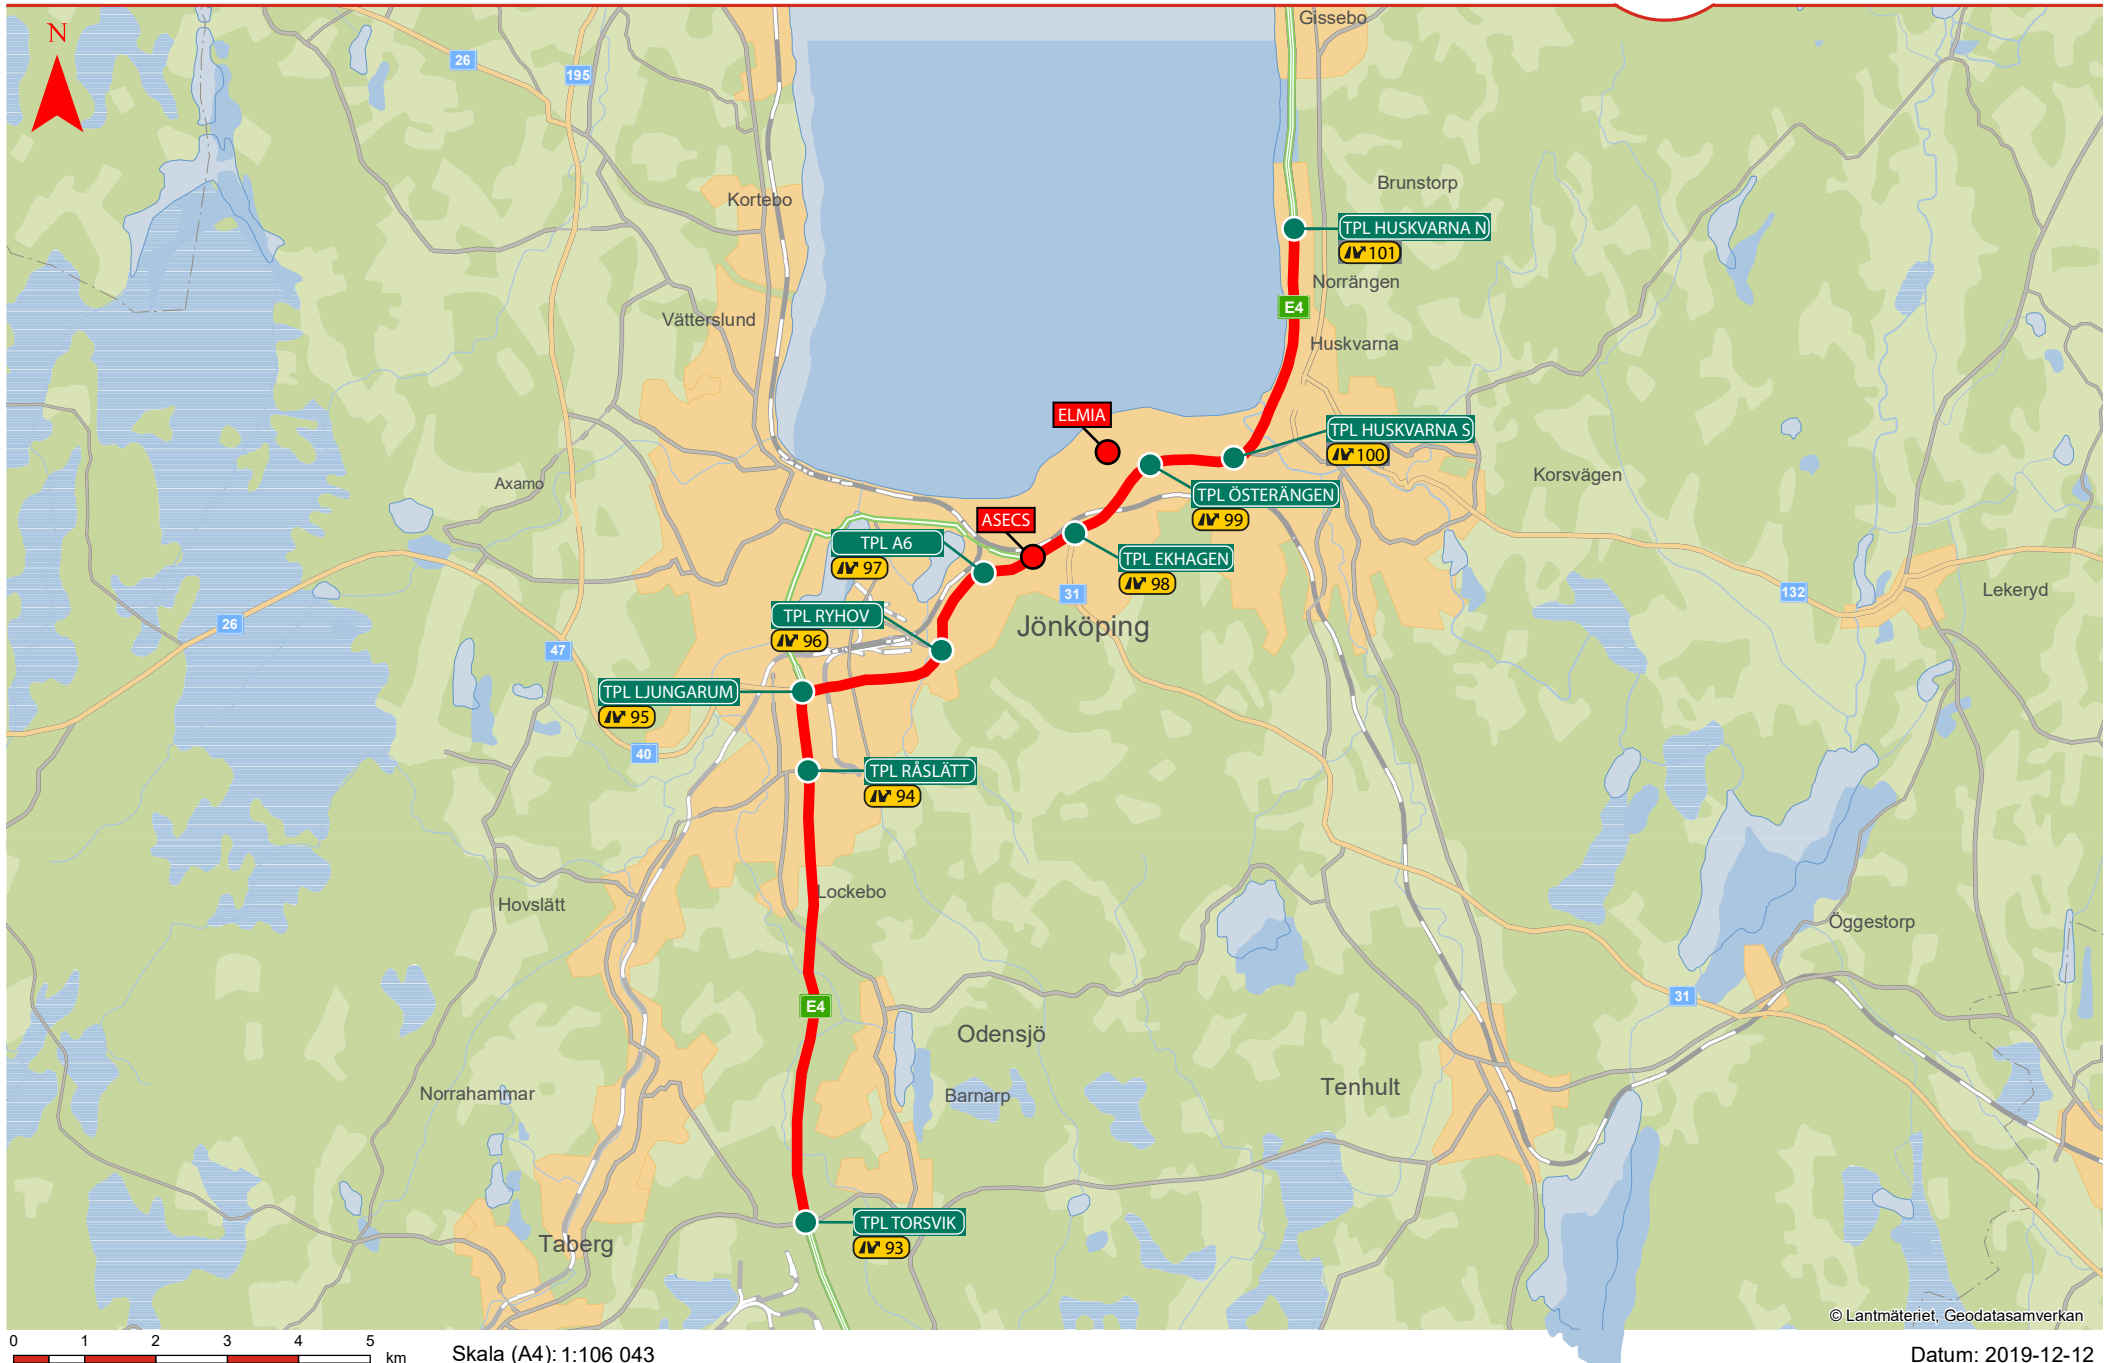 Gissebo
N
26
195
Brunstorp
Kortebo
TPL HUSKVARNA N
101
Norrängen
E4
Vätterslund
Huskvarna
ELMIA
TPL HUSKVARNA S
100
Korsvägen
Axamo
TPL ÖSTERÄNGEN
99
ASECS
TPL A6
97
TPL EKHAGEN
98
31
132
Lekeryd
26
TPL RYHOV
96
Jönköping
47
TPL LJUNGARUM
95
40
TPL RÅSLÄTT
94
Lockebo
Hovslätt
Öggestorp
31
E4
Odensjö
Tenhult
Norrahammar
Barnarp
TPL TORSVIK
93
Taberg
© Lantmäteriet, Geodatasamverkan
0 1 2 3 4 5
km
Skala (A4): 1:106 043
Datum: 2019-12-12